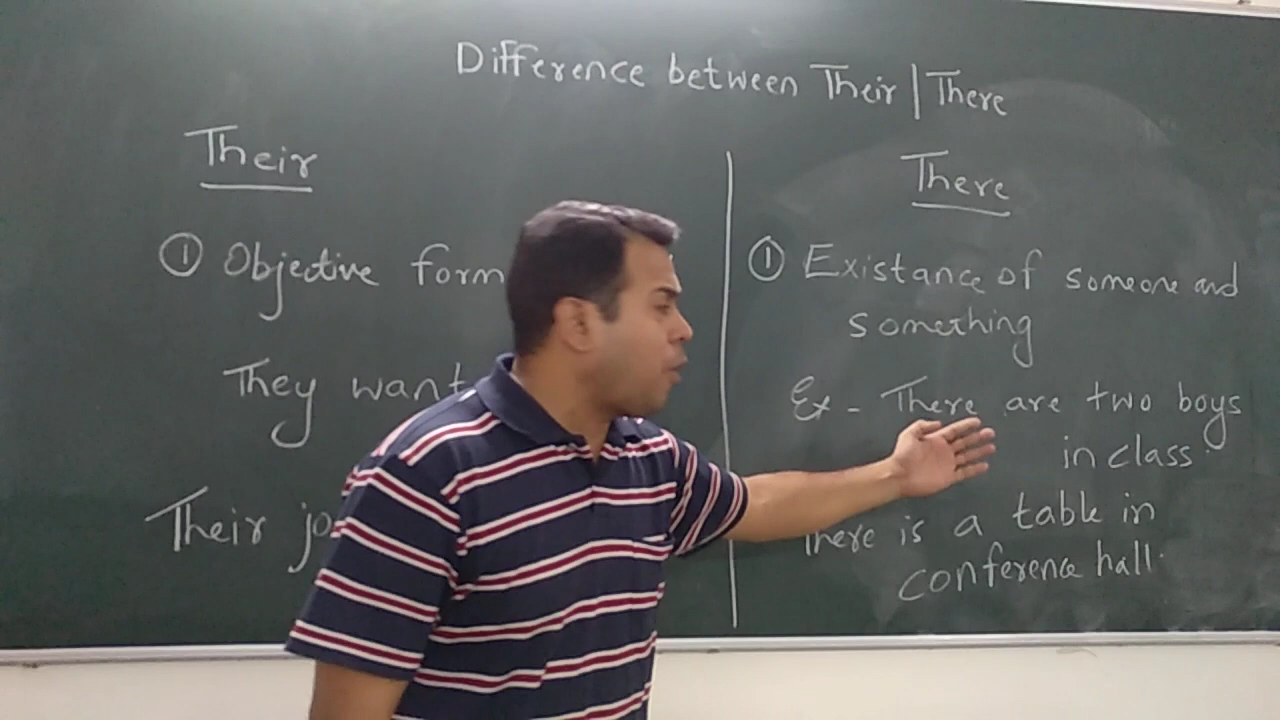 Difference between Their | There
Their
① Objective form
They want
Their jo
There
① Existance of someone and
something
Ex - There are two boys
in class.
There is a table in
conference hall.